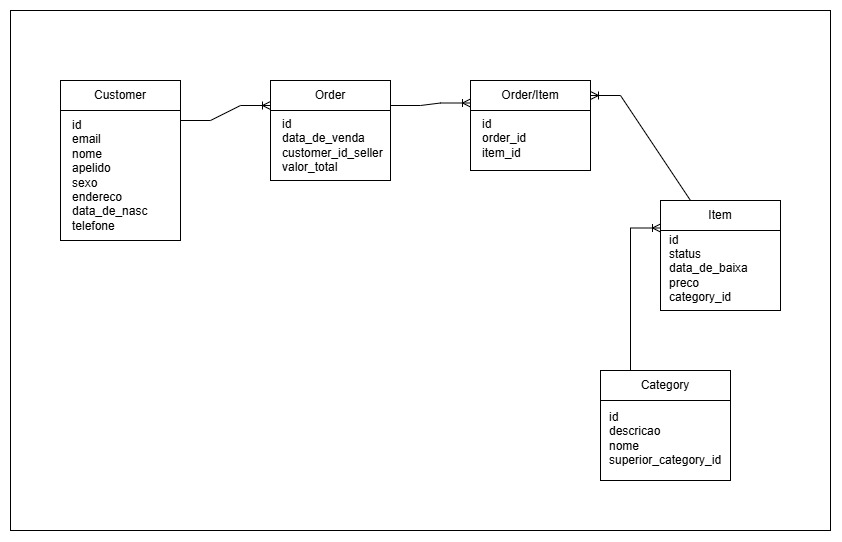 Customer
id
email
nome
apelido
sexo
endereco
data_de_nasc
telefone
Order
id
data_de_venda
customer_id_seller
valor_total
Order/Item
id
order_id
item_id
Item
id
status
data_de_baixa
preco
category_id
Category
id
descricao
nome
superior_category_id